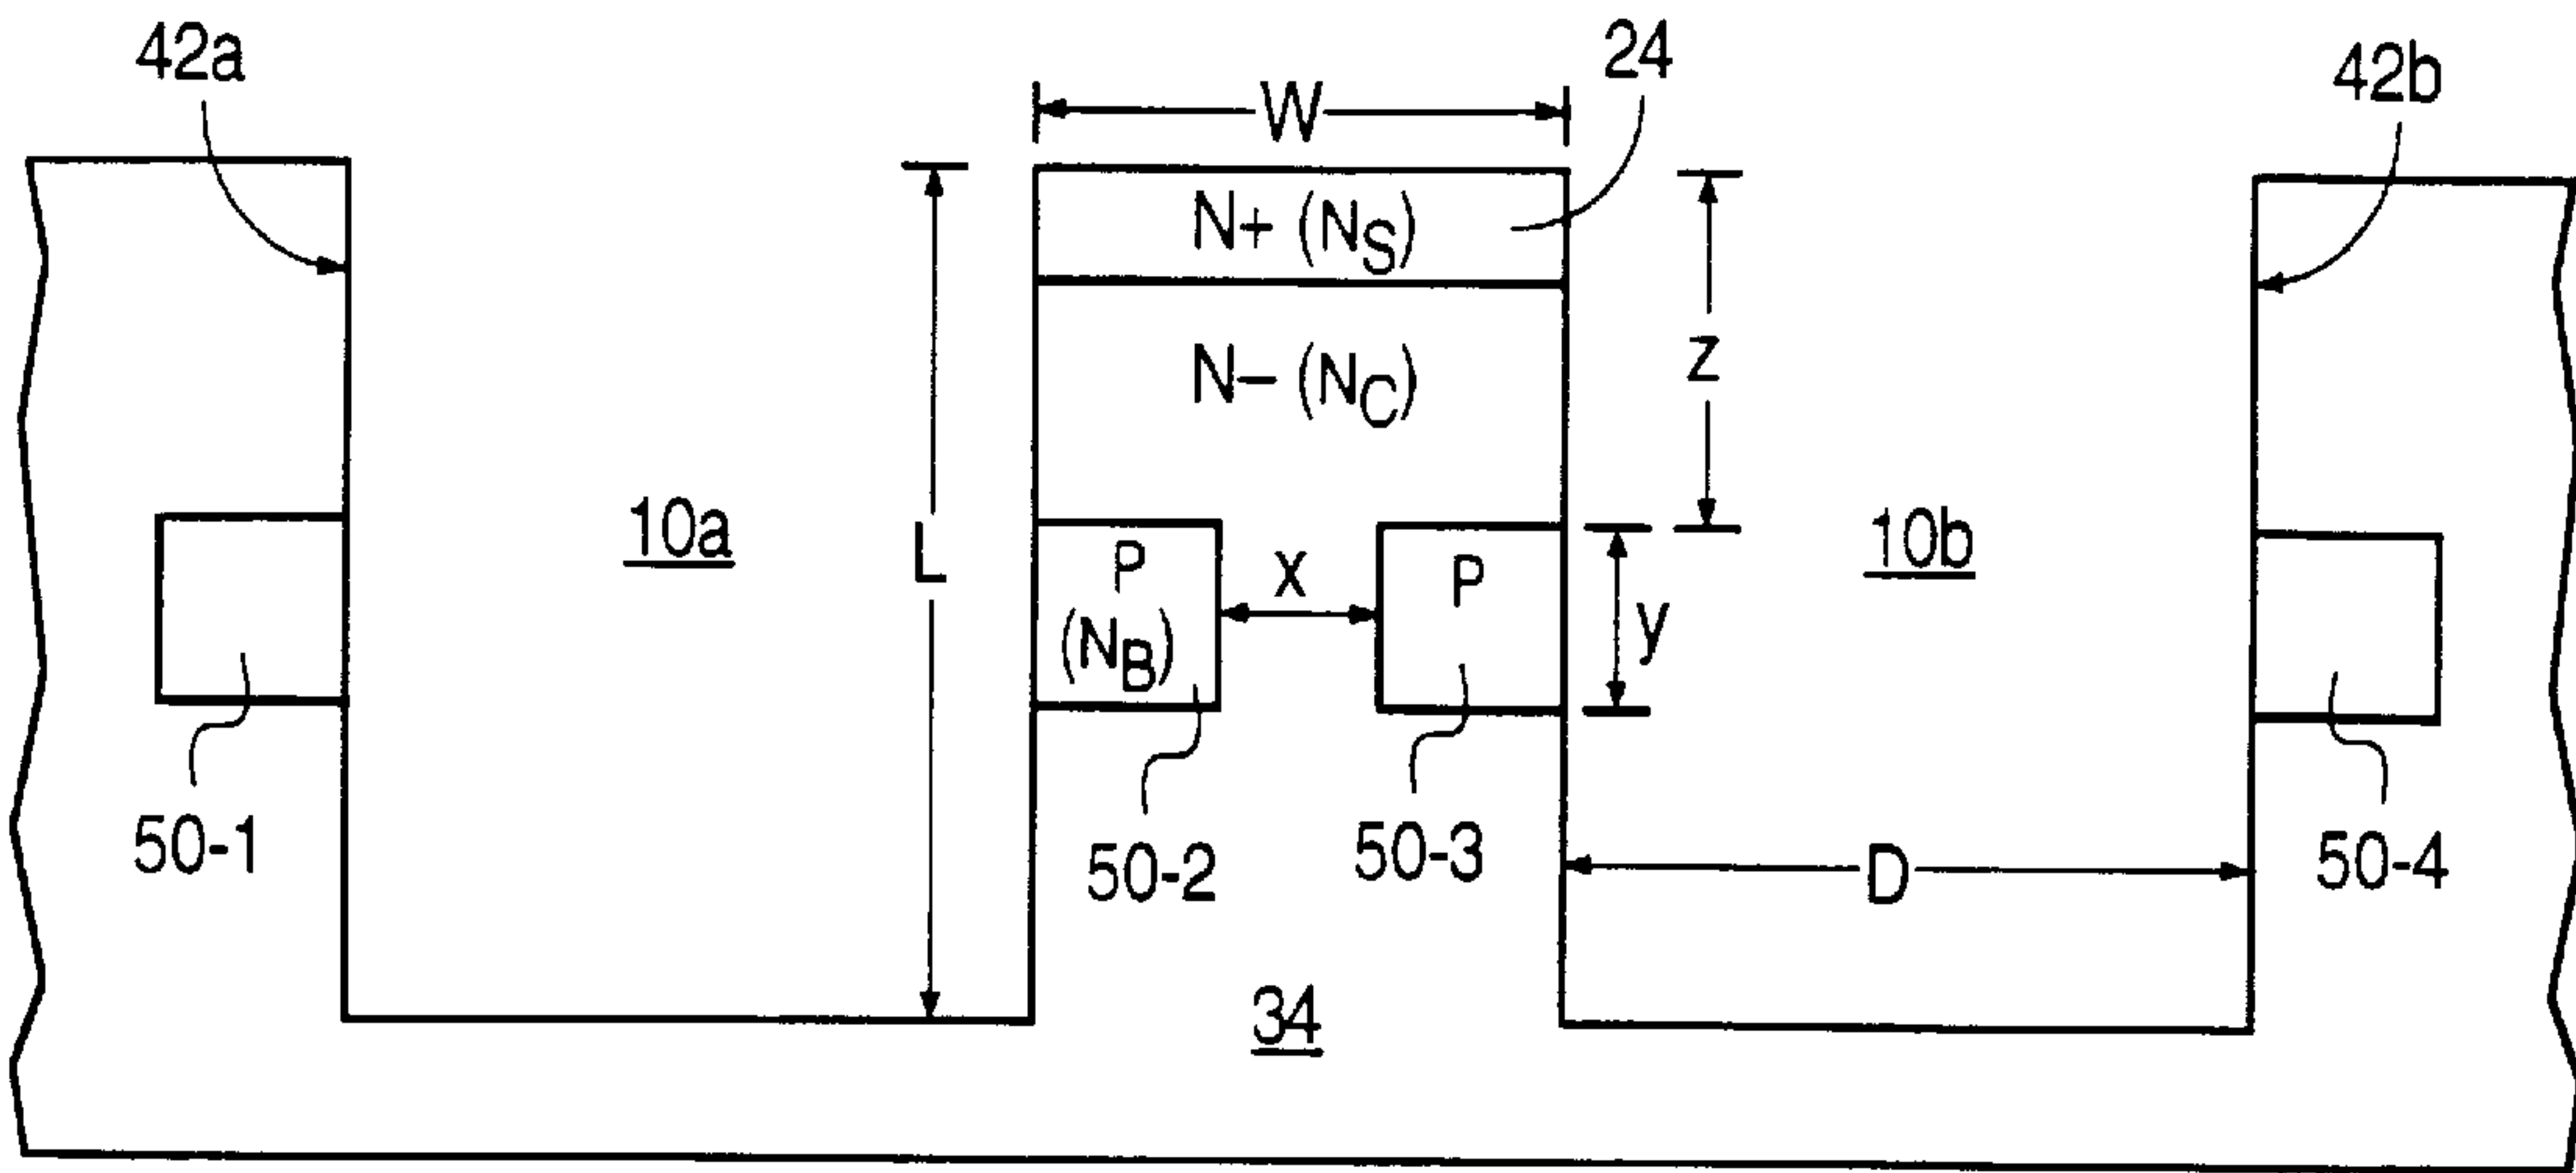 42a
W
24
42b
N+ (NS)
N– (NC)
z
10a
L
P
(NB)
x
P
y
10b
50-1
50-2
50-3
D
50-4
34